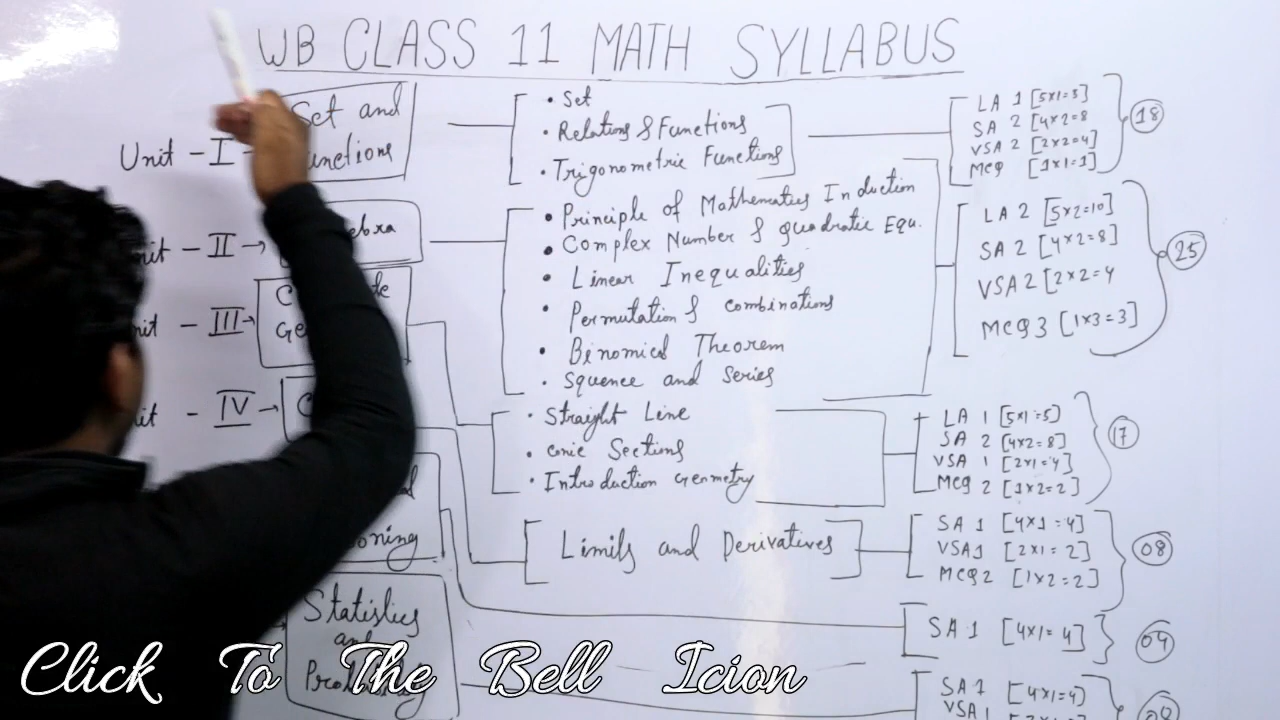 WB CLASS 11 MATH SYLLABUS
Unit - I
Set and
unctions
- II →
bra
- III →
Ge
- IV →
C
oning
Statistics
and
• Set
• Relations & Functions
• Trigonometric Functions
• Principle of Mathematics Induction
• Complex Number & quadratic Equ.
• Linear Inequalities
• Permutation & combinations
• Binomical Theorem
• Squence and Series
• Straight Line
• conic Sections
• Introduction Geometry
Limits and Derivatives
LA 1 [5x1=5]
SA 2 [4x2=8
VSA 2 [2x2=4]
MCQ [1x1=1]
18
LA 2 [5x2=10]
SA 2 [4x2=8]
VSA 2 [2x2=4
MCQ 3 [1x3=3]
25
LA 1 [5x1=5]
SA 2 [4x2=8]
VSA 1 [2x1=4]
MCQ 2 [1x2=2]
17
SA 1 [4x1=4]
VSA1 [2x1=2]
MCQ2 [1x2=2]
08
SA 1 [4x1=4]
04
SA 1 [4x1=4)
VSA 1
Click To The Bell Icion